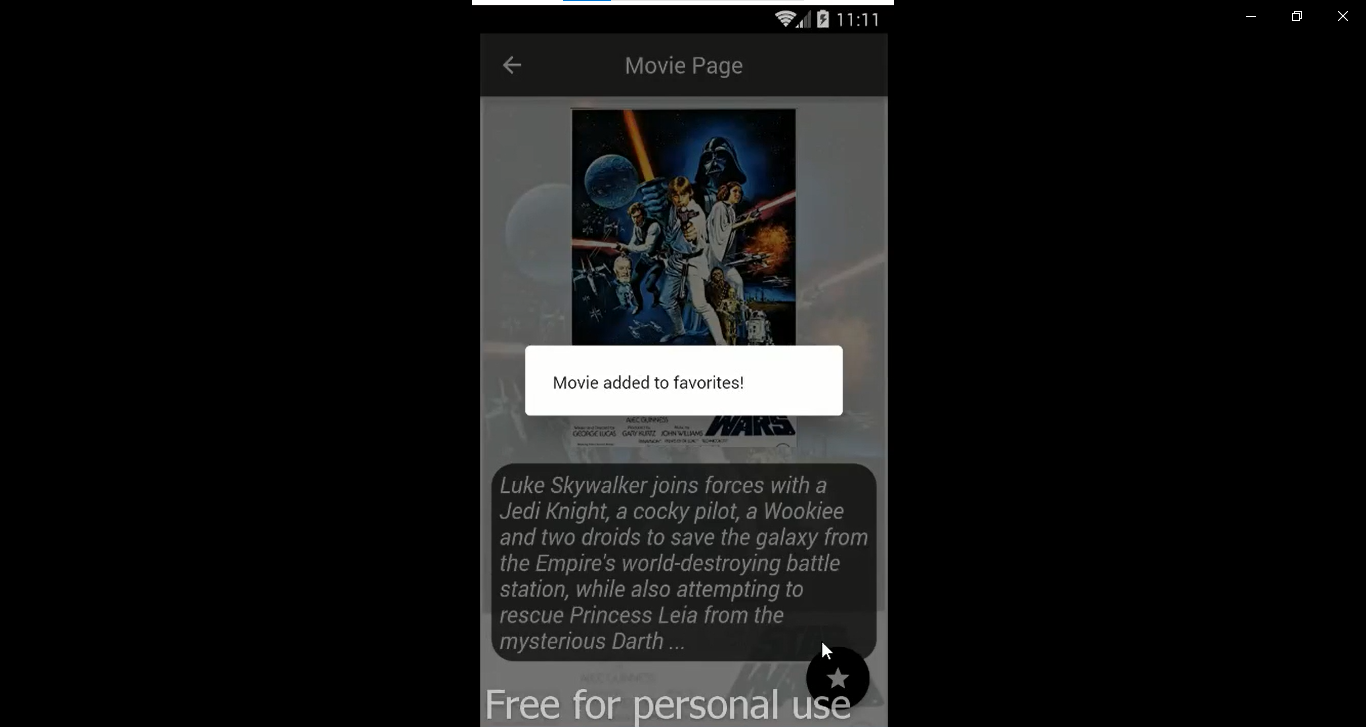 11:11
Movie Page
Movie added to favorites!
ALEC GUINNESS
WARS
GEORGE LUCAS GARY KURTZ JOHN WILLIAMS
Luke Skywalker joins forces with a
Jedi Knight, a cocky pilot, a Wookiee
and two droids to save the galaxy from
the Empire's world-destroying battle
station, while also attempting to
rescue Princess Leia from the
mysterious Darth ...
Free for personal use